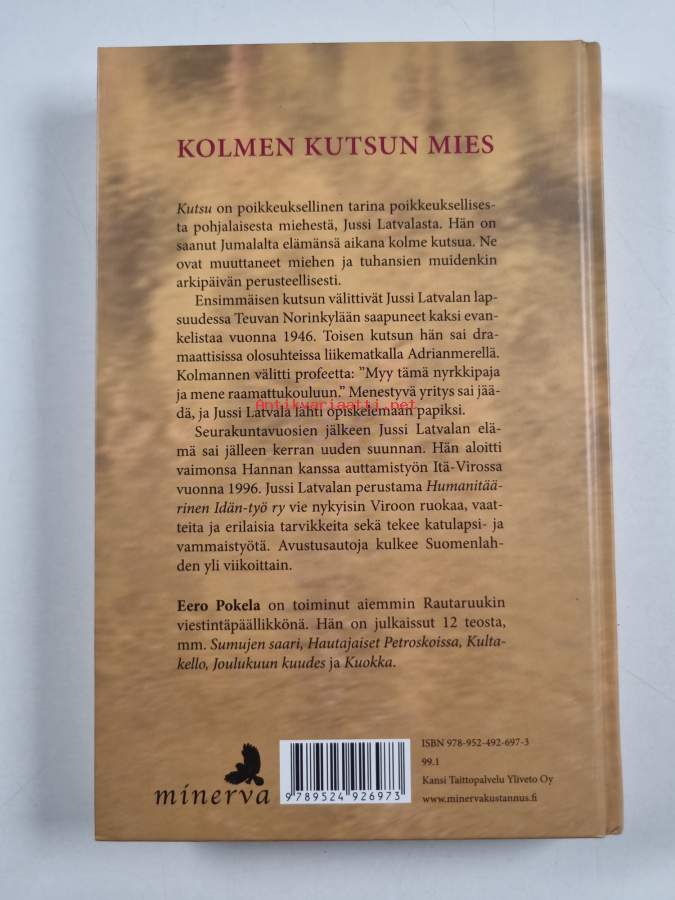 KOLMEN KUTSUN MIES
Kutsu on poikkeuksellinen tarina poikkeuksellises-
ta pohjalaisesta miehestä, Jussi Latvalasta. Hän on
saanut Jumalalta elämänsä aikana kolme kutsua. Ne
ovat muuttaneet miehen ja tuhansien muidenkin
arkipäivän perusteellisesti.
Ensimmäisen kutsun välittivät Jussi Latvalan lap-
suudessa Teuvan Norinkylään saapuneet kaksi evan-
kelistaa vuonna 1946. Toisen kutsun hän sai dra-
maattisissa olosuhteissa liikematkalla Adrianmerellä.
Kolmannen välitti profeetta: ”Myy tämä nyrkkipaja
ja mene raamattukouluun.” Menestyvä yritys sai jää-
Antikvariaatti.net
dä, ja Jussi Latvala lähti opiskelemaan papiksi.
Seurakuntavuosien jälkeen Jussi Latvalan elä-
mä sai jälleen kerran uuden suunnan. Hän aloitti
vaimonsa Hannan kanssa auttamistyön Itä-Virossa
vuonna 1996. Jussi Latvalan perustama Humanitää-
rinen Idän-työ ry vie nykyisin Viroon ruokaa, vaat-
teita ja erilaisia tarvikkeita sekä tekee katulapsi- ja
vammaistyötä. Avustusautoja kulkee Suomenlah-
den yli viikoittain.
Eero Pokela on toiminut aiemmin Rautaruukin
viestintäpäällikkönä. Hän on julkaissut 12 teosta,
mm. Sumujen saari, Hautajaiset Petroskoissa, Kulta-
kello, Joulukuun kuudes ja Kuokka.
minerva
9 789524 926973
ISBN 978-952-492-697-3
99.1
Kansi Taittopalvelu Yliveto Oy
www.minervakustannus.fi